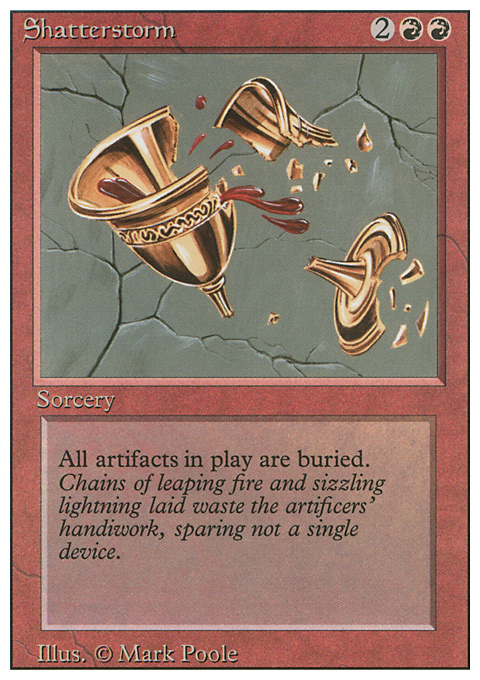 Shatterstorm 2
Sorcery
All artifacts in play are buried.
Chains of leaping fire and sizzling
lightning laid waste the artificers'
handiwork, sparing not a single
device.
Illus. © Mark Poole